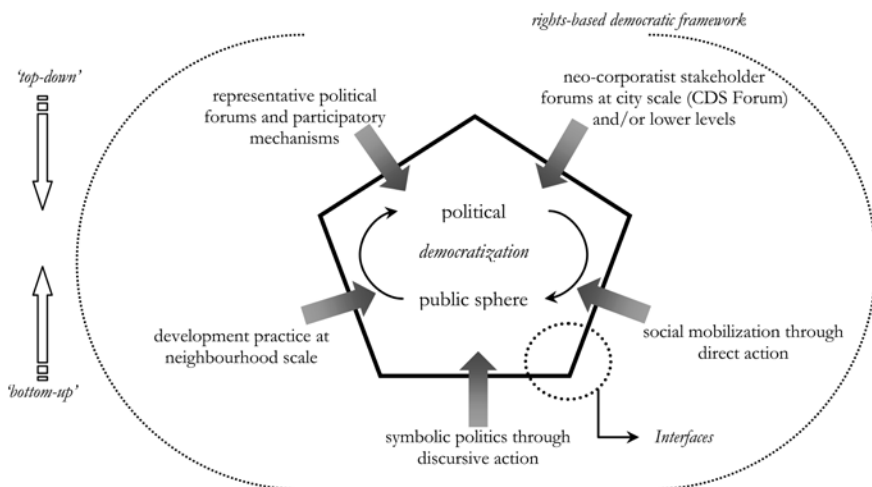 rights-based democratic framework
'top-down'
representative political
forums and participatory
mechanisms
neo-corporatist stakeholder
forums at city scale (CDS Forum)
and/or lower levels
political
democratization
public sphere
development practice at
neighbourhood scale
social mobilization through
direct action
'bottom-up'
symbolic politics through
discursive action
Interfaces